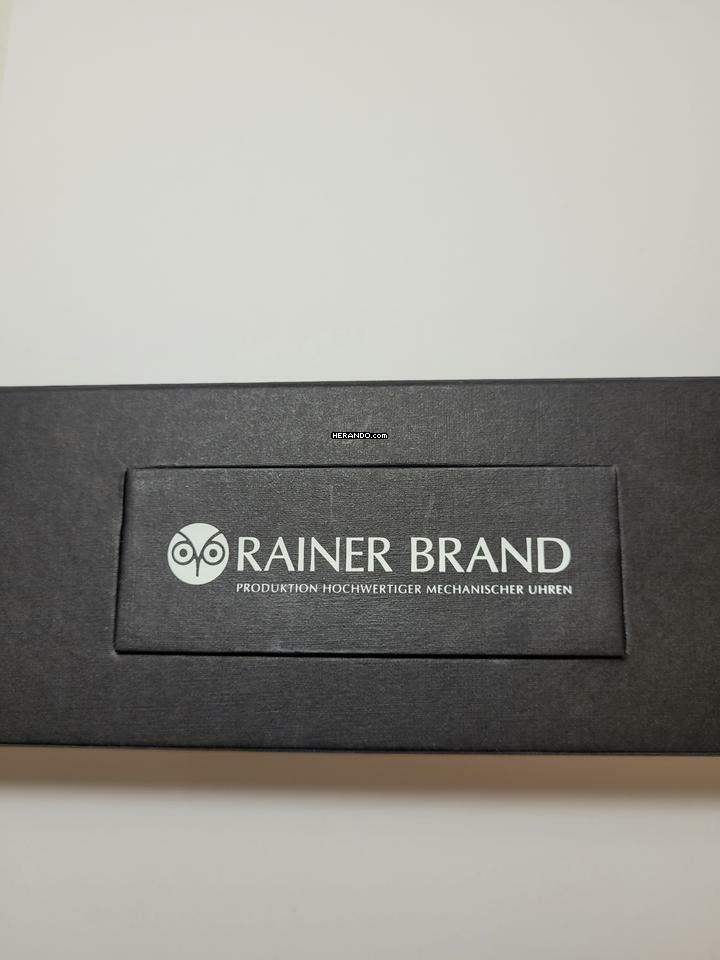 HERANDO.com
RAINER BRAND
PRODUKTION HOCHWERTIGER MECHANISCHER UHREN